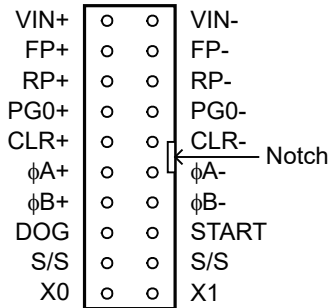 VIN+ VIN-
FP+ FP-
RP+ RP-
PG0+ PG0-
CLR+ CLR-
Notch
ϕA+ ϕA-
ϕB+ ϕB-
DOG START
S/S S/S
X0 X1